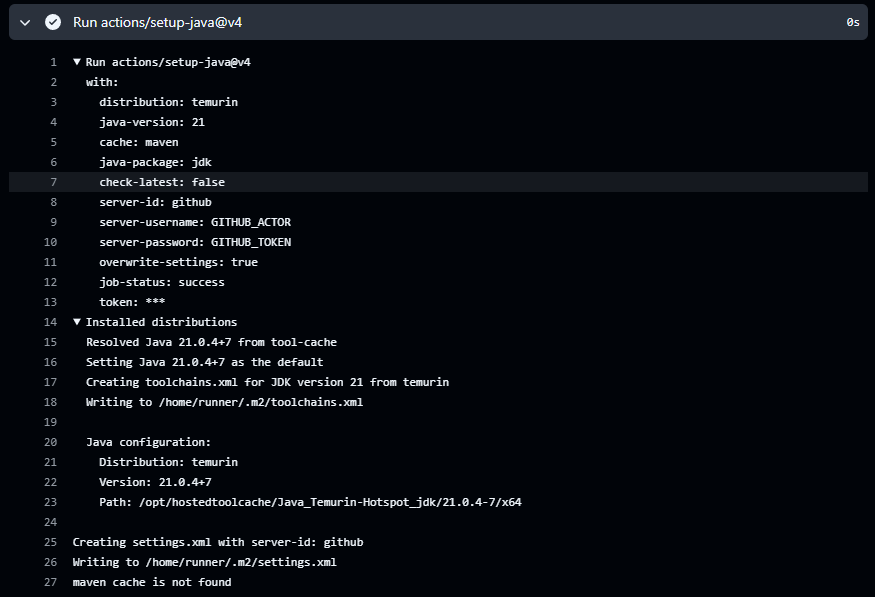 Run actions/setup-java@v4 0s
1 ▼ Run actions/setup-java@v4
2 with:
3 distribution: temurin
4 java-version: 21
5 cache: maven
6 java-package: jdk
7 check-latest: false
8 server-id: github
9 server-username: GITHUB_ACTOR
10 server-password: GITHUB_TOKEN
11 overwrite-settings: true
12 job-status: success
13 token: ***
14 ▼ Installed distributions
15 Resolved Java 21.0.4+7 from tool-cache
16 Setting Java 21.0.4+7 as the default
17 Creating toolchains.xml for JDK version 21 from temurin
18 Writing to /home/runner/.m2/toolchains.xml
19
20 Java configuration:
21 Distribution: temurin
22 Version: 21.0.4+7
23 Path: /opt/hostedtoolcache/Java_Temurin-Hotspot_jdk/21.0.4-7/x64
24
25 Creating settings.xml with server-id: github
26 Writing to /home/runner/.m2/settings.xml
27 maven cache is not found